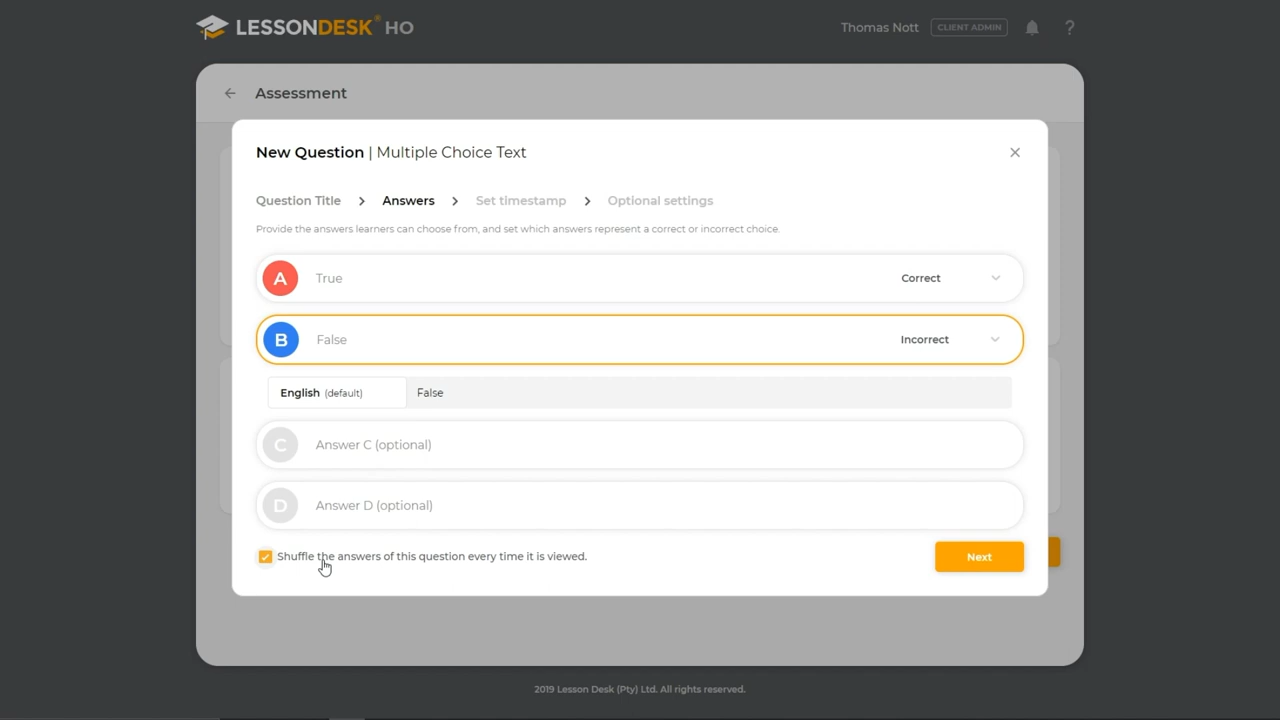 LESSONDESK® HO
Thomas Nott CLIENT ADMIN ?
Assessment
New Question | Multiple Choice Text
Question Title Answers Set timestamp Optional settings
Provide the answers learners can choose from, and set which answers represent a correct or incorrect choice.
A True Correct
B False Incorrect
English (default) False
C Answer C (optional)
D Answer D (optional)
Shuffle the answers of this question every time it is viewed.
Next
2019 Lesson Desk (Pty) Ltd. All rights reserved.